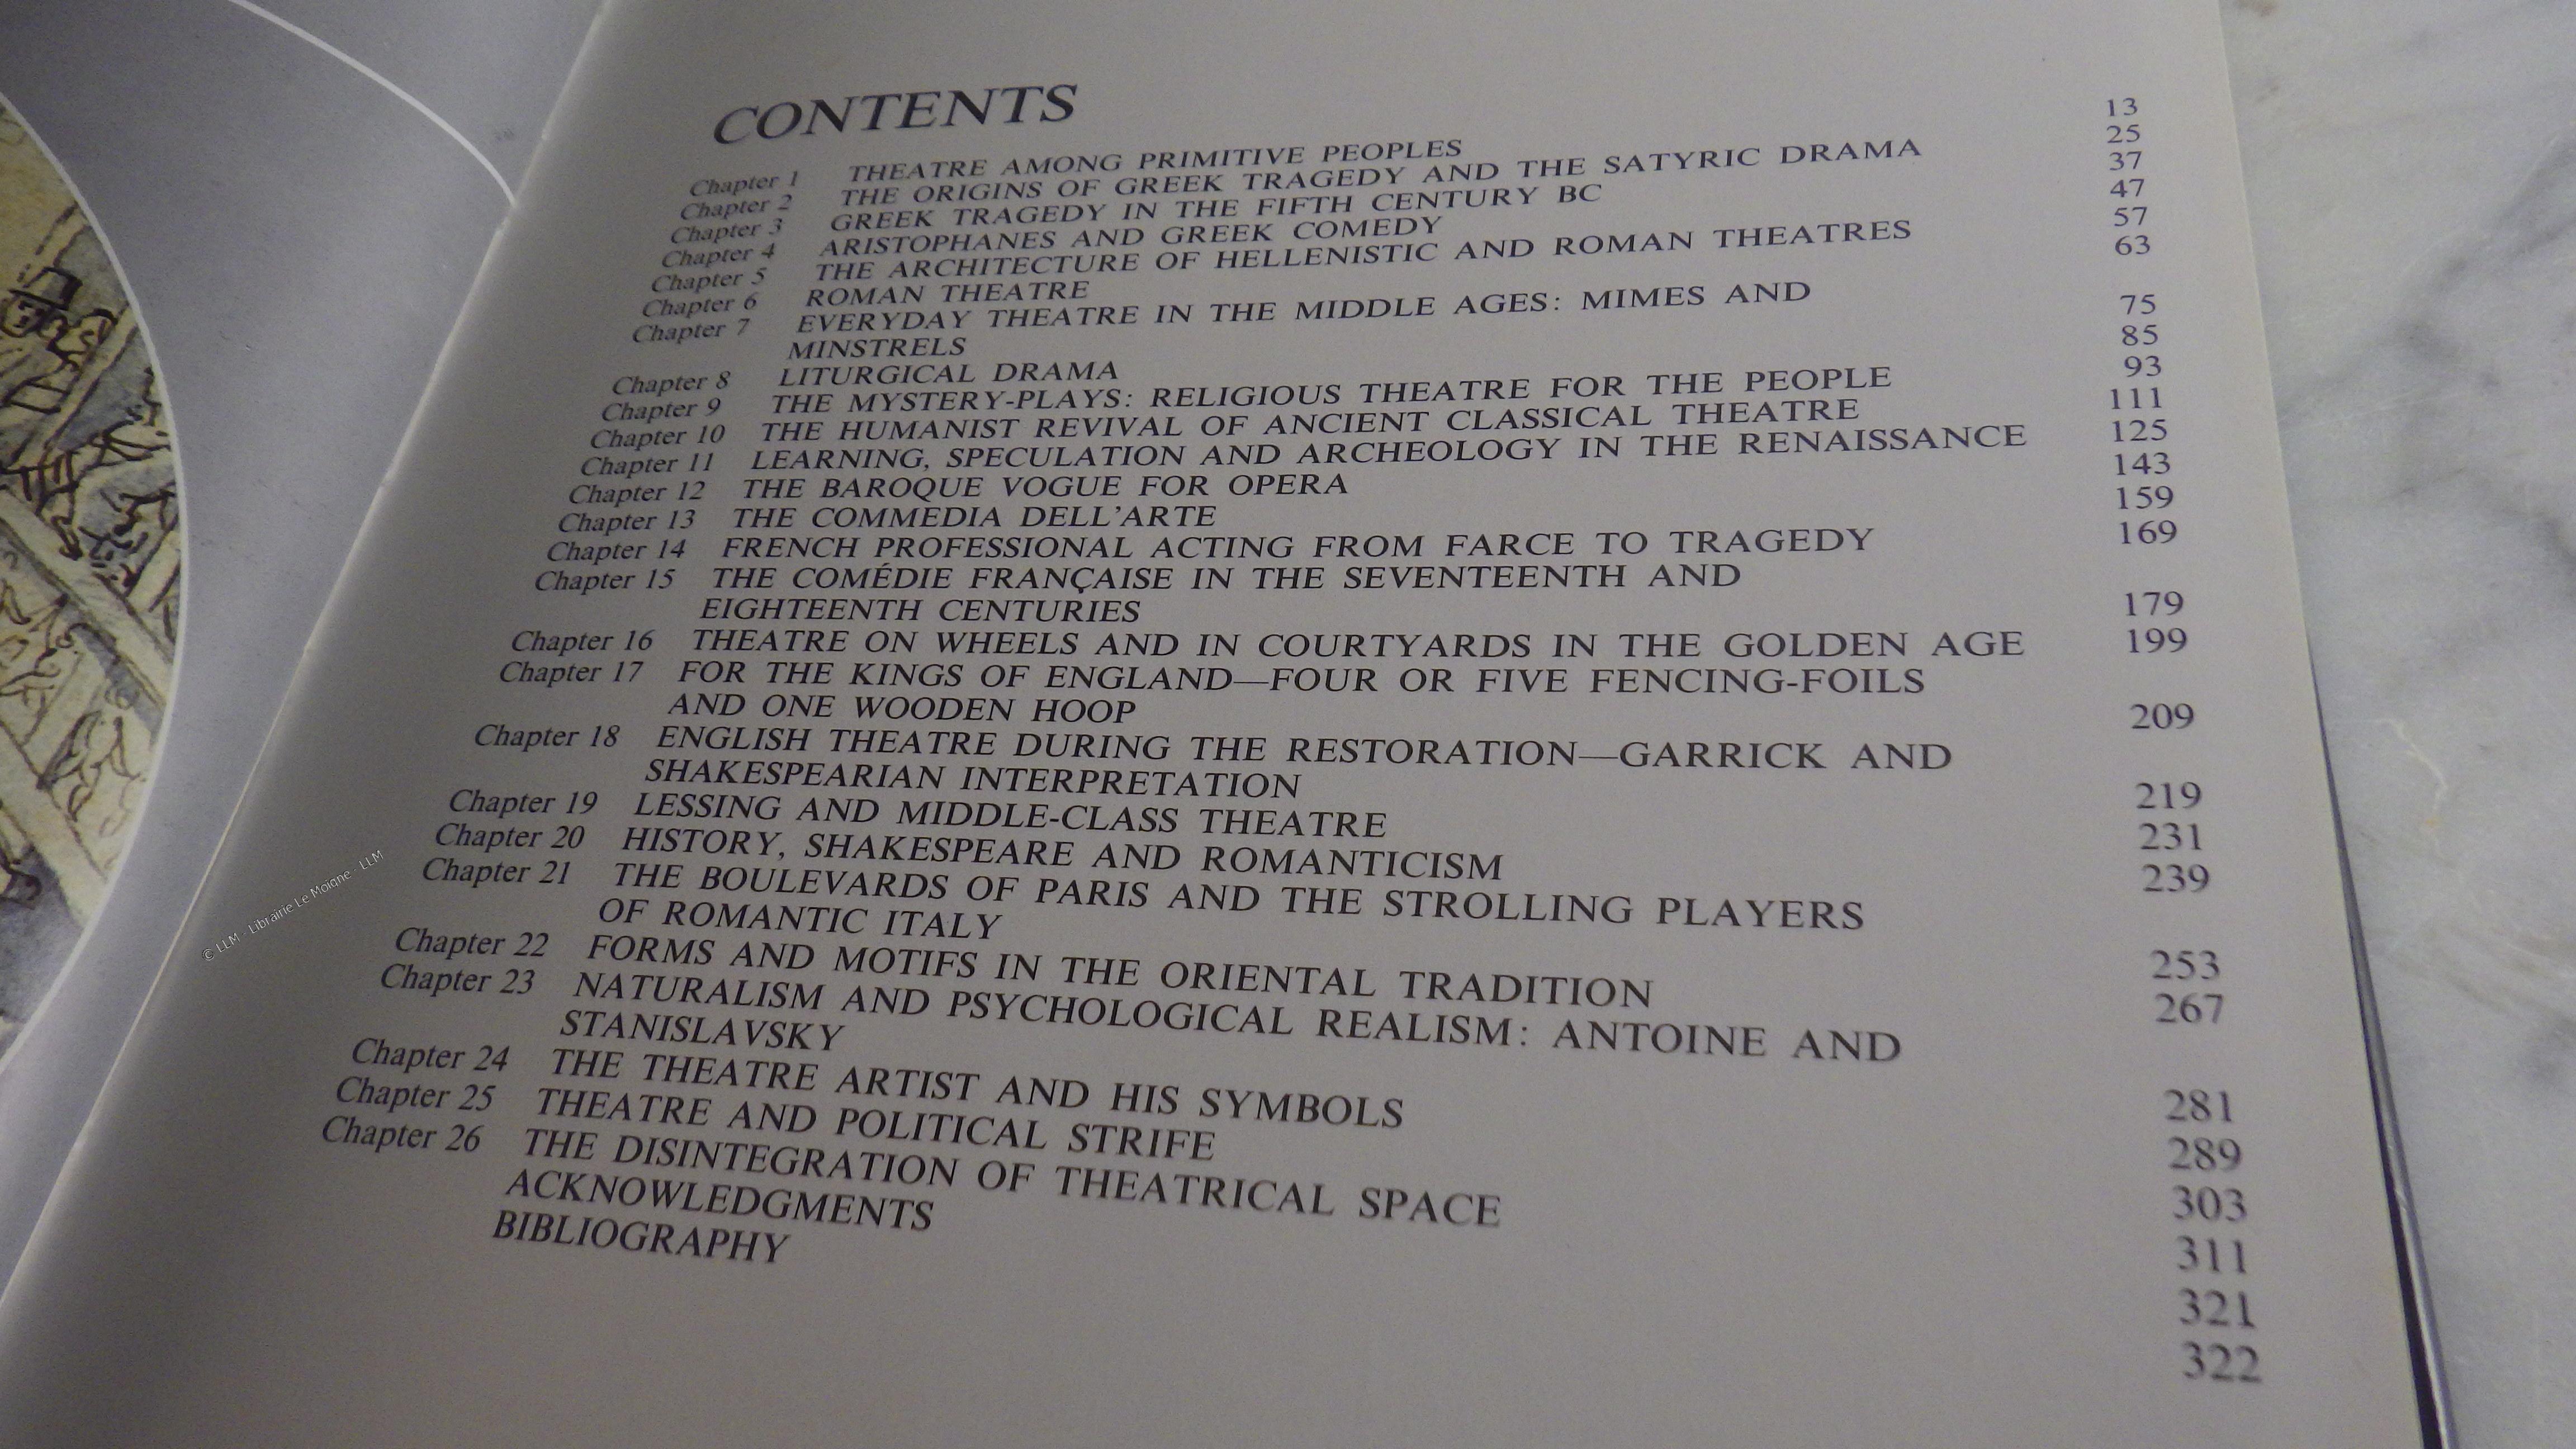 CONTENTS
Chapter 1 THEATRE AMONG PRIMITIVE PEOPLES 13
Chapter 2 THE ORIGINS OF GREEK TRAGEDY AND THE SATYRIC DRAMA 25
Chapter 3 GREEK TRAGEDY IN THE FIFTH CENTURY BC 37
Chapter 4 ARISTOPHANES AND GREEK COMEDY 47
Chapter 5 THE ARCHITECTURE OF HELLENISTIC AND ROMAN THEATRES 57
Chapter 6 ROMAN THEATRE 63
Chapter 7 EVERYDAY THEATRE IN THE MIDDLE AGES: MIMES AND
MINSTRELS 75
Chapter 8 LITURGICAL DRAMA 85
Chapter 9 THE MYSTERY-PLAYS: RELIGIOUS THEATRE FOR THE PEOPLE 93
Chapter 10 THE HUMANIST REVIVAL OF ANCIENT CLASSICAL THEATRE 111
Chapter 11 LEARNING, SPECULATION AND ARCHEOLOGY IN THE RENAISSANCE 125
Chapter 12 THE BAROQUE VOGUE FOR OPERA 143
Chapter 13 THE COMMEDIA DELL'ARTE 159
Chapter 14 FRENCH PROFESSIONAL ACTING FROM FARCE TO TRAGEDY 169
Chapter 15 THE COMÉDIE FRANÇAISE IN THE SEVENTEENTH AND
EIGHTEENTH CENTURIES 179
Chapter 16 THEATRE ON WHEELS AND IN COURTYARDS IN THE GOLDEN AGE 199
Chapter 17 FOR THE KINGS OF ENGLAND—FOUR OR FIVE FENCING-FOILS
AND ONE WOODEN HOOP 209
Chapter 18 ENGLISH THEATRE DURING THE RESTORATION—GARRICK AND
SHAKESPEARIAN INTERPRETATION 219
Chapter 19 LESSING AND MIDDLE-CLASS THEATRE 231
Chapter 20 HISTORY, SHAKESPEARE AND ROMANTICISM 239
Chapter 21 THE BOULEVARDS OF PARIS AND THE STROLLING PLAYERS
OF ROMANTIC ITALY 253
Chapter 22 FORMS AND MOTIFS IN THE ORIENTAL TRADITION 267
Chapter 23 NATURALISM AND PSYCHOLOGICAL REALISM: ANTOINE AND
STANISLAVSKY 281
Chapter 24 THE THEATRE ARTIST AND HIS SYMBOLS 289
Chapter 25 THEATRE AND POLITICAL STRIFE 303
Chapter 26 THE DISINTEGRATION OF THEATRICAL SPACE 311
ACKNOWLEDGMENTS 321
BIBLIOGRAPHY 322
© LLM - Librairie Le Moigne - LLM